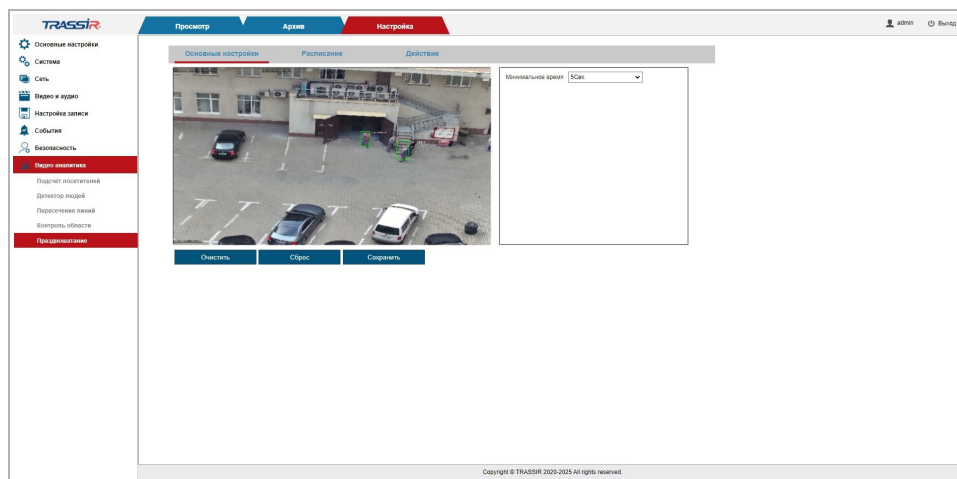 TRASSIR
Просмотр
Архив
Настройка
admin
Выход
Основные настройки
Система
Сеть
Видео и аудио
Настройка записи
События
Безопасность
Видео аналитика
Подсчёт посетителей
Детектор людей
Пересечение линий
Контроль области
Праздношатание
Основные настройки
Расписание
Действие
Минимальное время
5Сек.
Очистить
Сброс
Сохранить
Copyright © TRASSIR 2020-2025 All rights reserved.